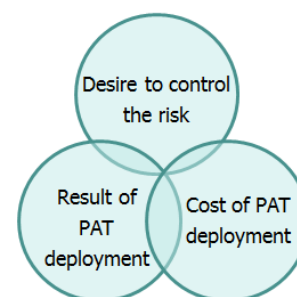 Desire to control
the risk
Result of
PAT
deployment
Cost of PAT
deployment